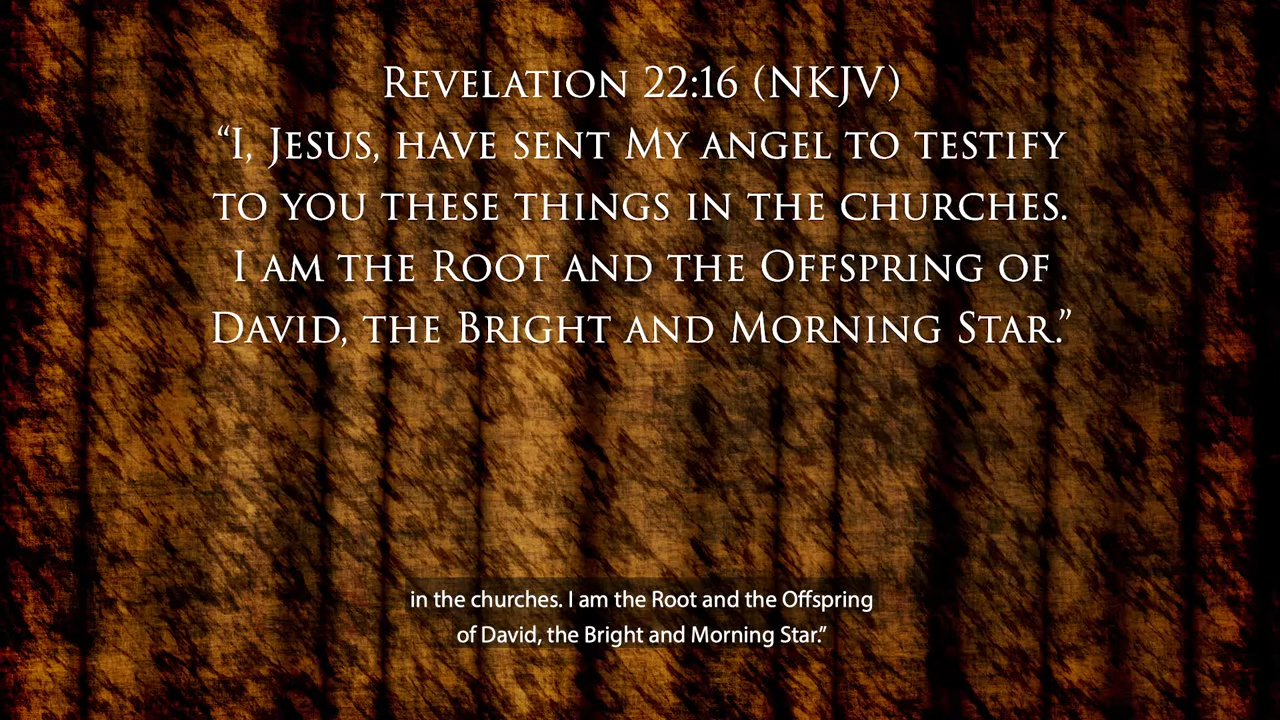 Revelation 22:16 (NKJV)
“I, Jesus, have sent My angel to testify
to you these things in the churches.
I am the Root and the Offspring of
David, the Bright and Morning Star.”
in the churches. I am the Root and the Offspring
of David, the Bright and Morning Star.”